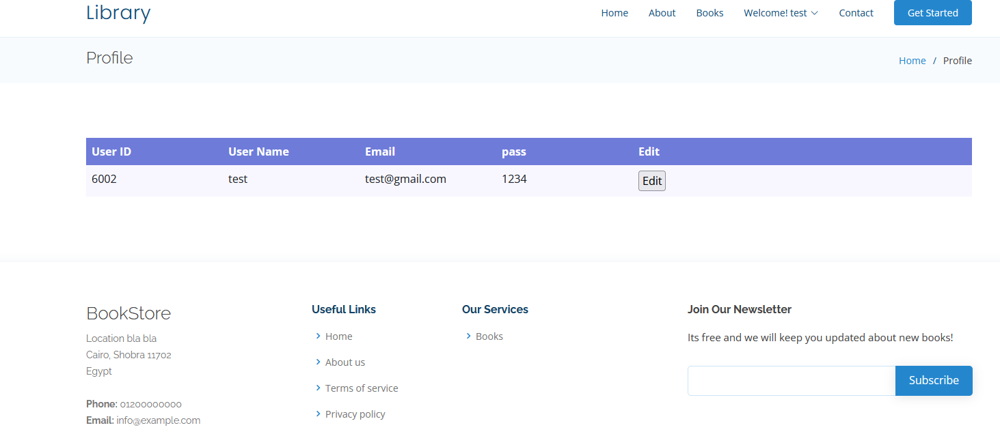 Library
Home About Books Welcome! test Contact Get Started
Profile
Home / Profile
User ID User Name Email pass Edit
6002 test test@gmail.com 1234 Edit
BookStore
Location bla bla
Cairo, Shobra 11702
Egypt
Phone: 01200000000
Email: info@example.com
Useful Links
Home
About us
Terms of service
Privacy policy
Our Services
Books
Join Our Newsletter
Its free and we will keep you updated about new books!
Subscribe